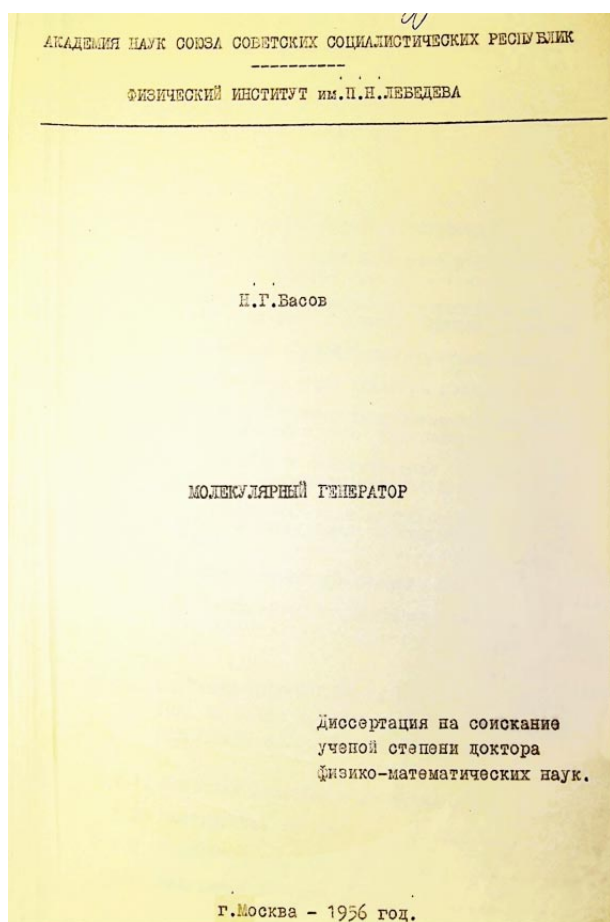 АКАДЕМИЯ НАУК СОЮЗА СОВЕТСКИХ СОЦИАЛИСТИЧЕСКИХ РЕСПУБЛИК
----------
ФИЗИЧЕСКИЙ ИНСТИТУТ им.П.Н.ЛЕБЕДЕВА
Н.Г.Басов
МОЛЕКУЛЯРНЫЙ ГЕНЕРАТОР
Диссертация на соискание
ученой степени доктора
физико-математических наук.
г.Москва - 1956 год.